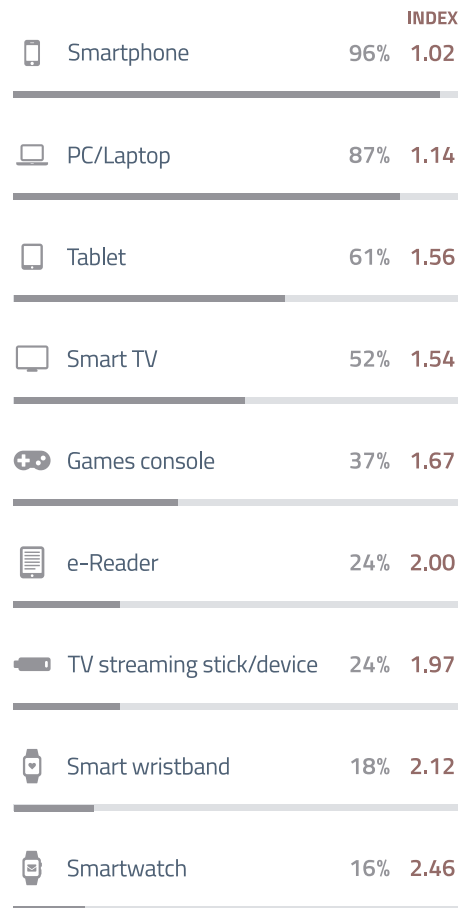 INDEX
Smartphone 96% 1.02
PC/Laptop 87% 1.14
Tablet 61% 1.56
Smart TV 52% 1.54
Games console 37% 1.67
e-Reader 24% 2.00
TV streaming stick/device 24% 1.97
Smart wristband 18% 2.12
Smartwatch 16% 2.46